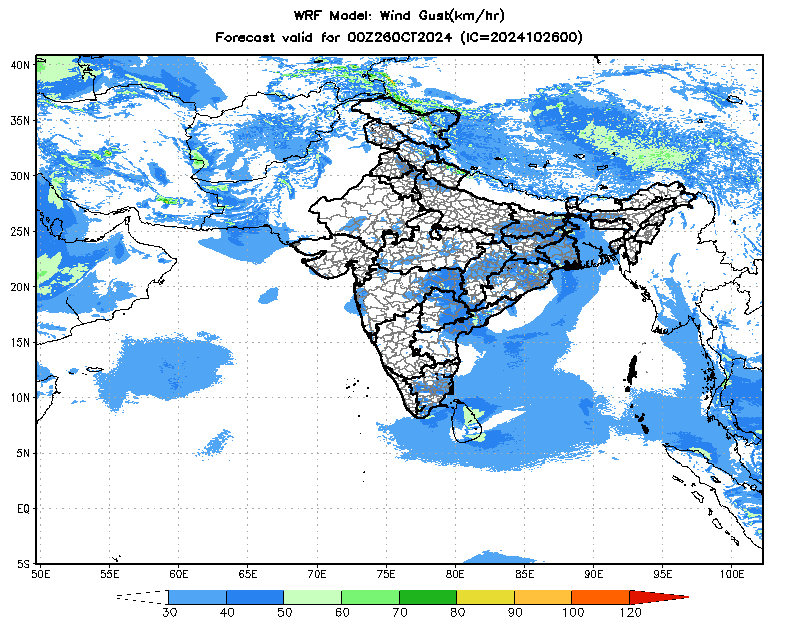 WRF Model: Wind Gust(km/hr)
Forecast valid for 00Z26OCT2024 (IC=2024102600)
40N
35N
30N
25N
20N
15N
10N
5N
EQ
5S
50E 55E 60E 65E 70E 75E 80E 85E 90E 95E 100E
30 40 50 60 70 80 90 100 120